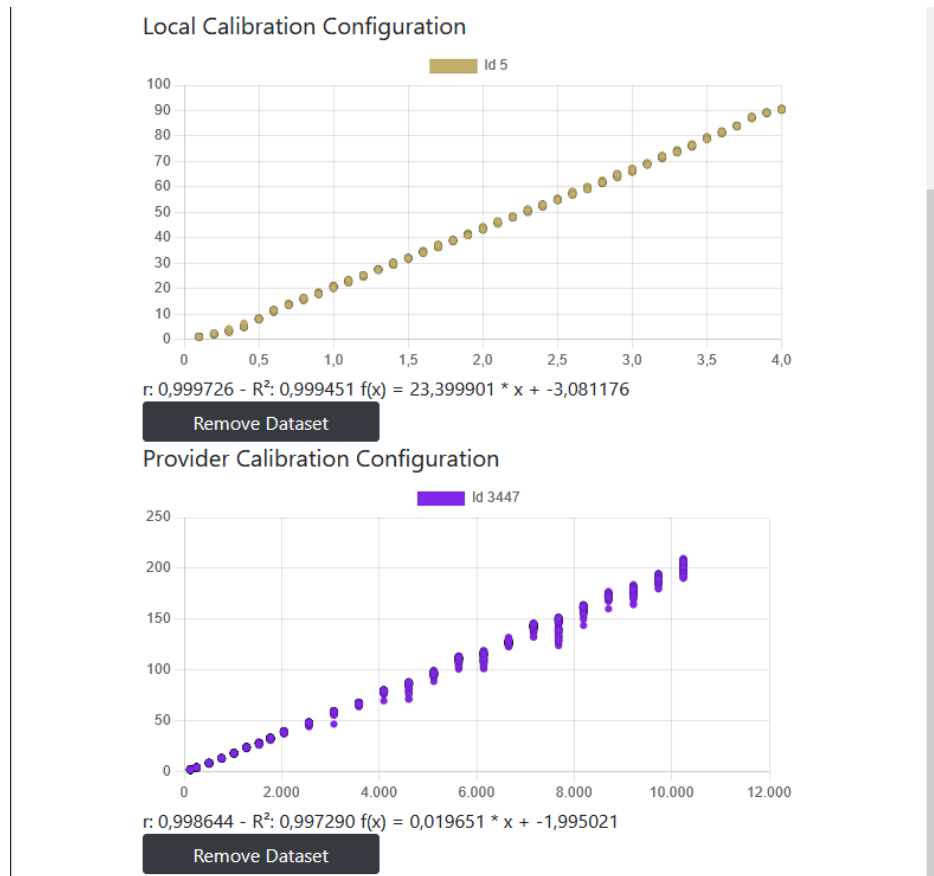 Local Calibration Configuration
Id 5
100
90
80
70
60
50
40
30
20
10
0
0 0,5 1,0 1,5 2,0 2,5 3,0 3,5 4,0
r: 0,999726 - R²: 0,999451 f(x) = 23,399901 * x + -3,081176
Remove Dataset
Provider Calibration Configuration
Id 3447
250
200
150
100
50
0
0 2.000 4.000 6.000 8.000 10.000 12.000
r: 0,998644 - R²: 0,997290 f(x) = 0,019651 * x + -1,995021
Remove Dataset